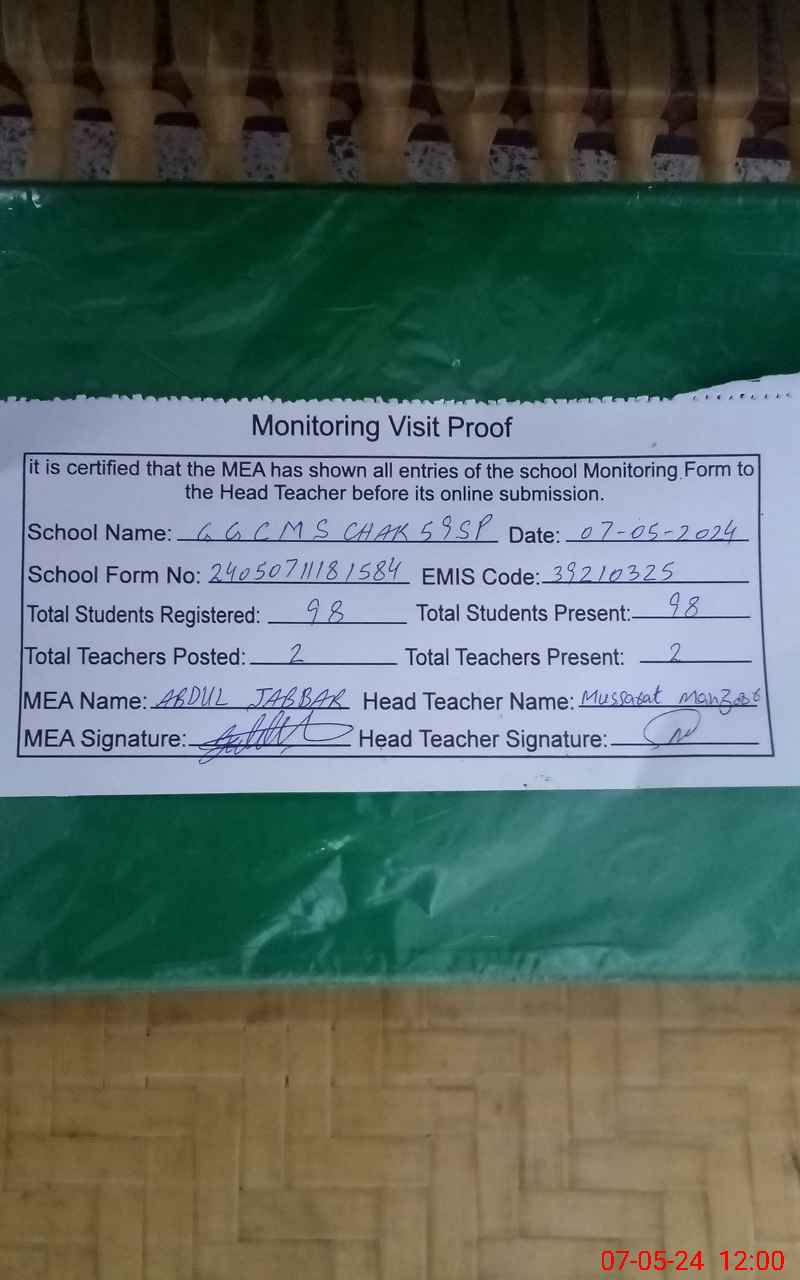 Monitoring Visit Proof
it is certified that the MEA has shown all entries of the school Monitoring Form to
the Head Teacher before its online submission.
School Name: G G C M S CHAK 59SP Date: 07-05-2024
School Form No: 24050711181584 EMIS Code: 39210325
Total Students Registered: 98 Total Students Present: 98
Total Teachers Posted: 2 Total Teachers Present: 2
MEA Name: ABDUL JABBAR Head Teacher Name: Mussarat Manzoor
MEA Signature: Head Teacher Signature:
07-05-24 12:00